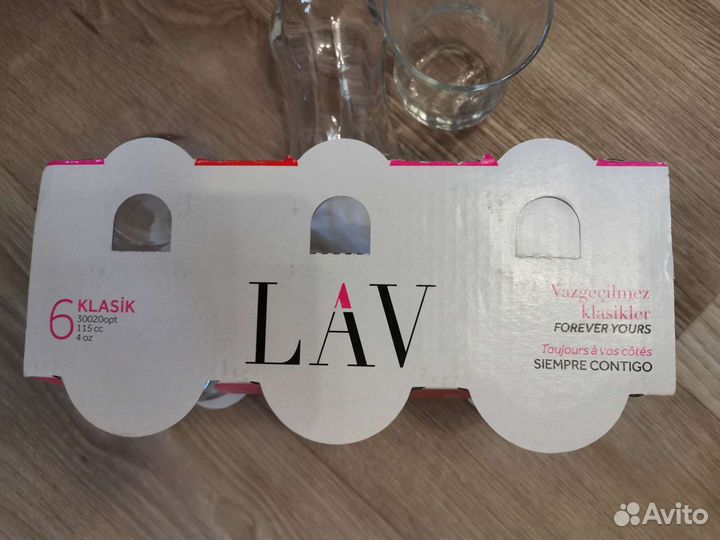 6 KLASİK
30020opt
115 cc
4 oz
LAV
Vazgeçilmez
klasikler
FOREVER YOURS
Toujours à vos côtés
SIEMPRE CONTIGO
Avito